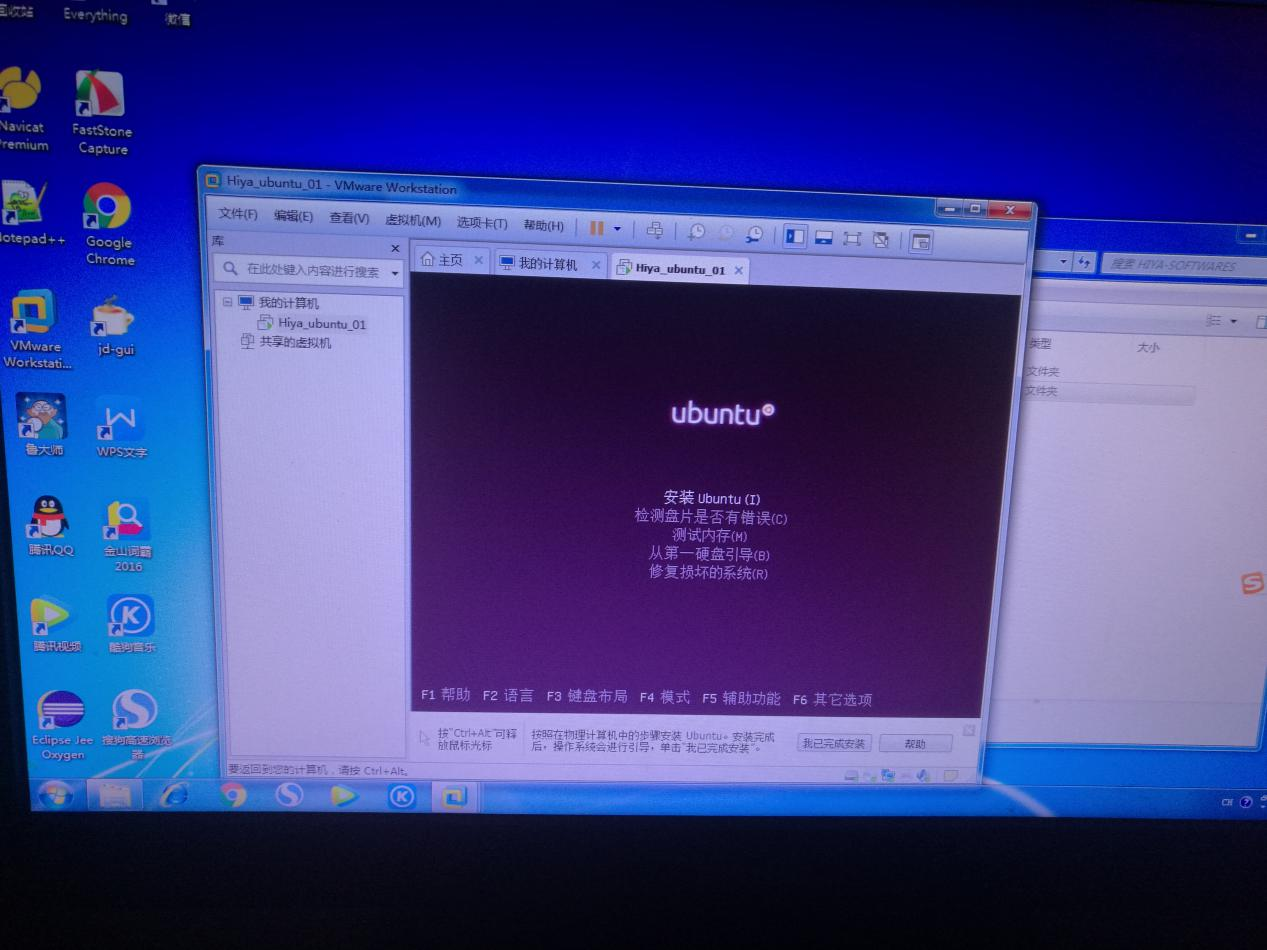 Everything
微信
Navicat
Premium
FastStone
Capture
Notepad++
Google
Chrome
VMware
Workstati...
jd-gui
鲁大师
WPS文字
腾讯QQ
金山词霸
2016
腾讯视频
酷狗音乐
Eclipse Jee
Oxygen
搜狗高速浏览
器
Hiya_ubuntu_01 - VMware Workstation
文件(F) 编辑(E) 查看(V) 虚拟机(M) 选项卡(T) 帮助(H)
库
在此处键入内容进行搜索
我的计算机
Hiya_ubuntu_01
共享的虚拟机
主页 我的计算机 Hiya_ubuntu_01
ubuntu
安装 Ubuntu (I)
检测盘片是否有错误(C)
测试内存(M)
从第一硬盘引导(B)
修复损坏的系统(R)
F1 帮助 F2 语言 F3 键盘布局 F4 模式 F5 辅助功能 F6 其它选项
按"Ctrl+Alt"可释
放鼠标光标
按照在物理计算机中的步骤安装 Ubuntu。安装完成
后，操作系统会进行引导，单击"我已完成安装"。
我已完成安装
帮助
要返回到您的计算机，请按 Ctrl+Alt。
搜索 HIYA-SOFTWARES
类型 大小
文件夹
文件夹
CH